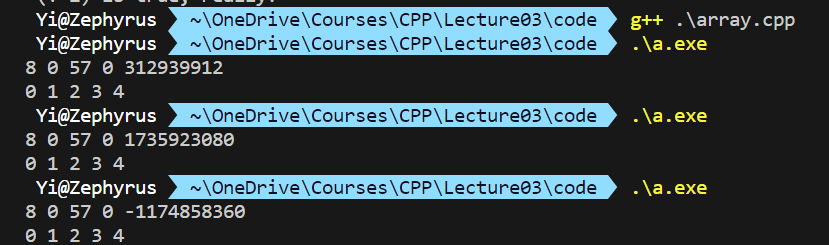 Yi@Zephyrus ~\OneDrive\Courses\CPP\Lecture03\code g++ .\array.cpp
Yi@Zephyrus ~\OneDrive\Courses\CPP\Lecture03\code .\a.exe
8 0 57 0 312939912
0 1 2 3 4
Yi@Zephyrus ~\OneDrive\Courses\CPP\Lecture03\code .\a.exe
8 0 57 0 1735923080
0 1 2 3 4
Yi@Zephyrus ~\OneDrive\Courses\CPP\Lecture03\code .\a.exe
8 0 57 0 -1174858360
0 1 2 3 4